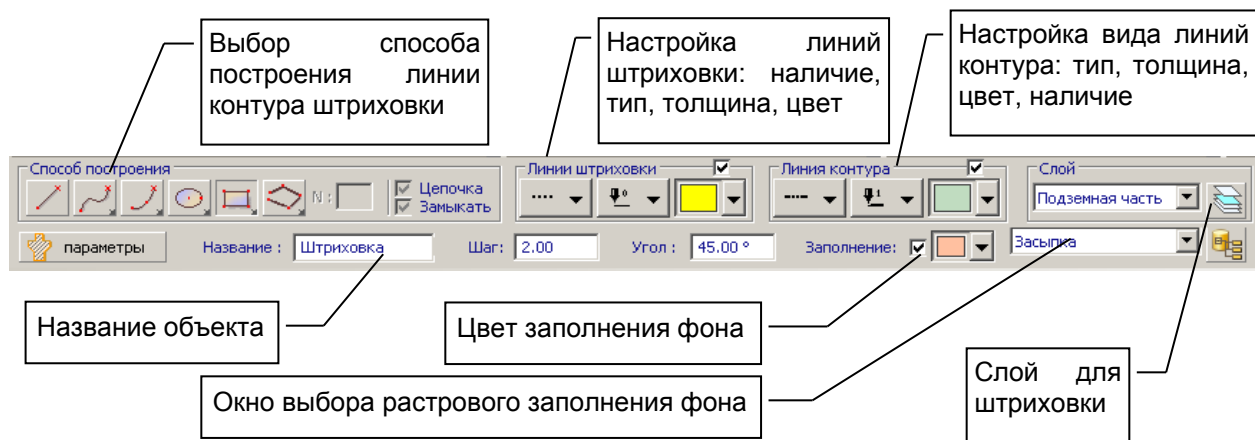 Выбор способа
построения линии
контура штриховки
Настройка линий
штриховки: наличие,
тип, толщина, цвет
Настройка вида линий
контура: тип, толщина,
цвет, наличие
Способ построения
Линии штриховки
Линия контура
Слой
N :
Цепочка
Замыкать
0
1
Подземная часть
параметры
Название :
Штриховка
Шаг:
2.00
Угол :
45.00 °
Заполнение:
Засыпка
Название объекта
Цвет заполнения фона
Окно выбора растрового заполнения фона
Слой для
штриховки